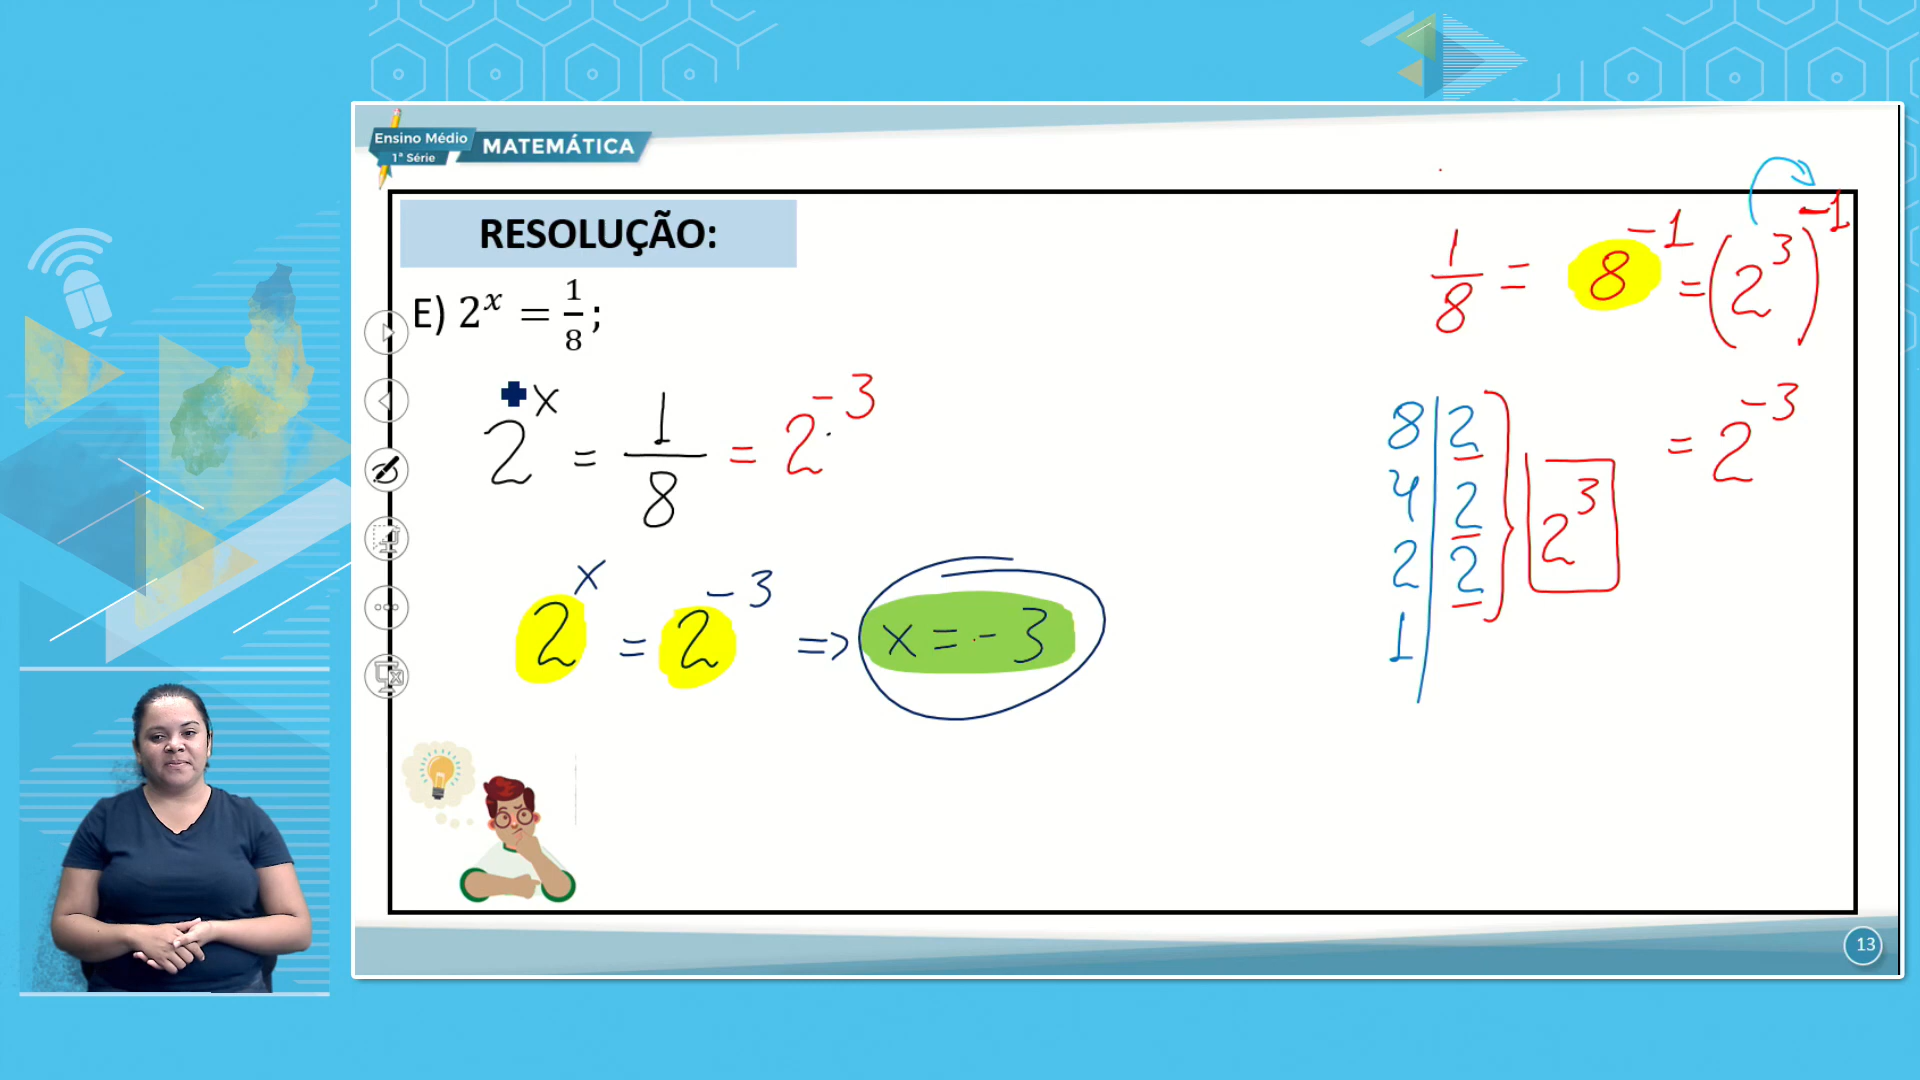 Ensino Médio
1ª Série
MATEMÁTICA
RESOLUÇÃO:
E) 2^x = 1/8;
2^x = 1/8 = 2^-3
2^x = 2^-3 => x = -3
1/8 = 8^-1 = (2^3)^-1
= 2^-3
8 | 2
4 | 2
2 | 2
1 |
2^3
13